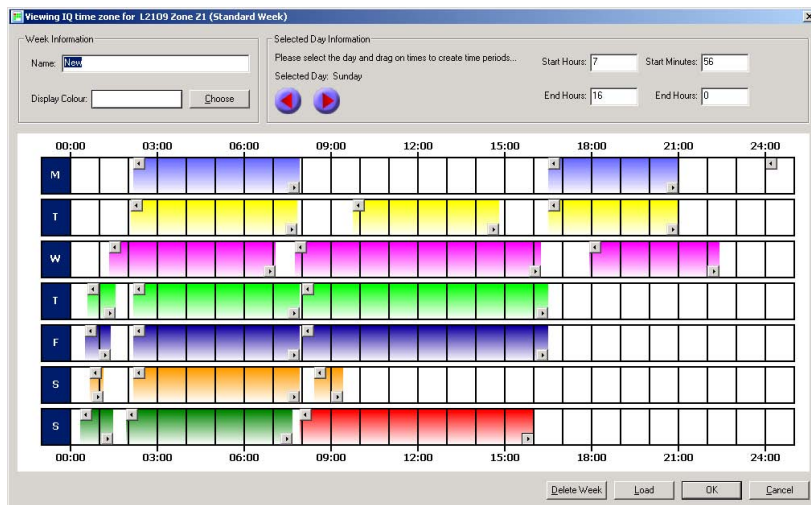 Viewing IQ time zone for L2109 Zone Z1 (Standard Week)
Week Information
Name: New
Display Colour: Choose
Selected Day Information
Please select the day and drag on times to create time periods...
Selected Day: Sunday
Start Hours: 7 Start Minutes: 56
End Hours: 16 End Hours: 0
00:00 03:00 06:00 09:00 12:00 15:00 18:00 21:00 24:00
M
T
W
T
F
S
S
00:00 03:00 06:00 09:00 12:00 15:00 18:00 21:00 24:00
Delete Week Load OK Cancel